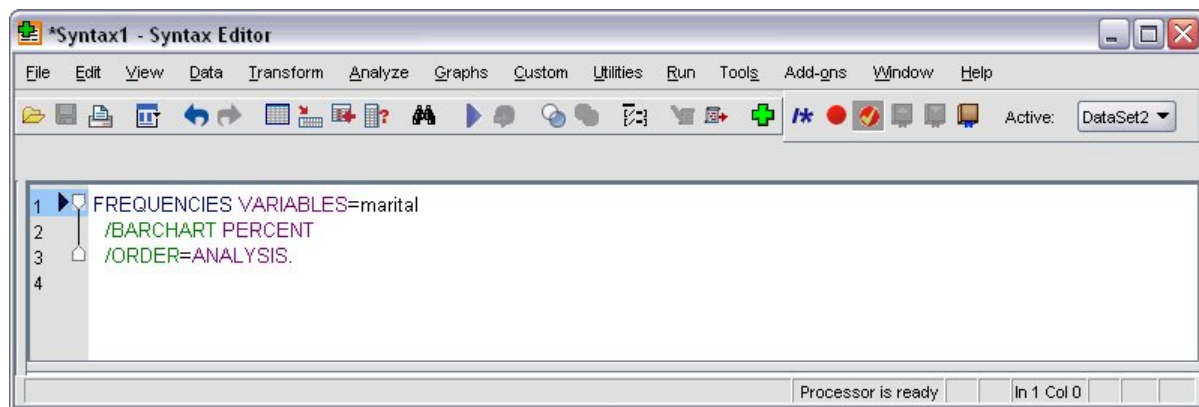 *Syntax1 - Syntax Editor
File Edit View Data Transform Analyze Graphs Custom Utilities Run Tools Add-ons Window Help
Active: DataSet2
1 FREQUENCIES VARIABLES=marital
2 /BARCHART PERCENT
3 /ORDER=ANALYSIS.
4
Processor is ready In 1 Col 0